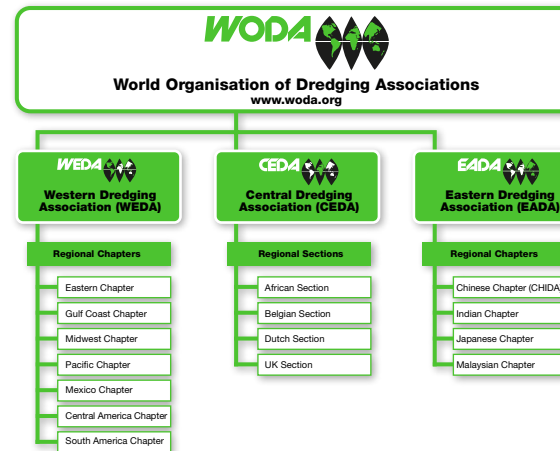 WODA
World Organisation of Dredging Associations
www.woda.org
WEDA
Western Dredging
Association (WEDA)
Regional Chapters
Eastern Chapter
Gulf Coast Chapter
Midwest Chapter
Pacific Chapter
Mexico Chapter
Central America Chapter
South America Chapter
CEDA
Central Dredging
Association (CEDA)
Regional Sections
African Section
Belgian Section
Dutch Section
UK Section
EADA
Eastern Dredging
Association (EADA)
Regional Chapters
Chinese Chapter (CHIDA)
Indian Chapter
Japanese Chapter
Malaysian Chapter